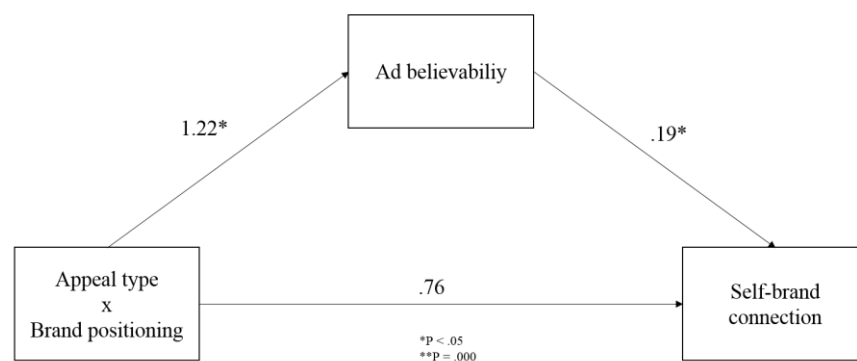 Ad believabiliy
1.22*
.19*
Appeal type
x
Brand positioning
.76
Self-brand
connection
*P < .05
**P = .000